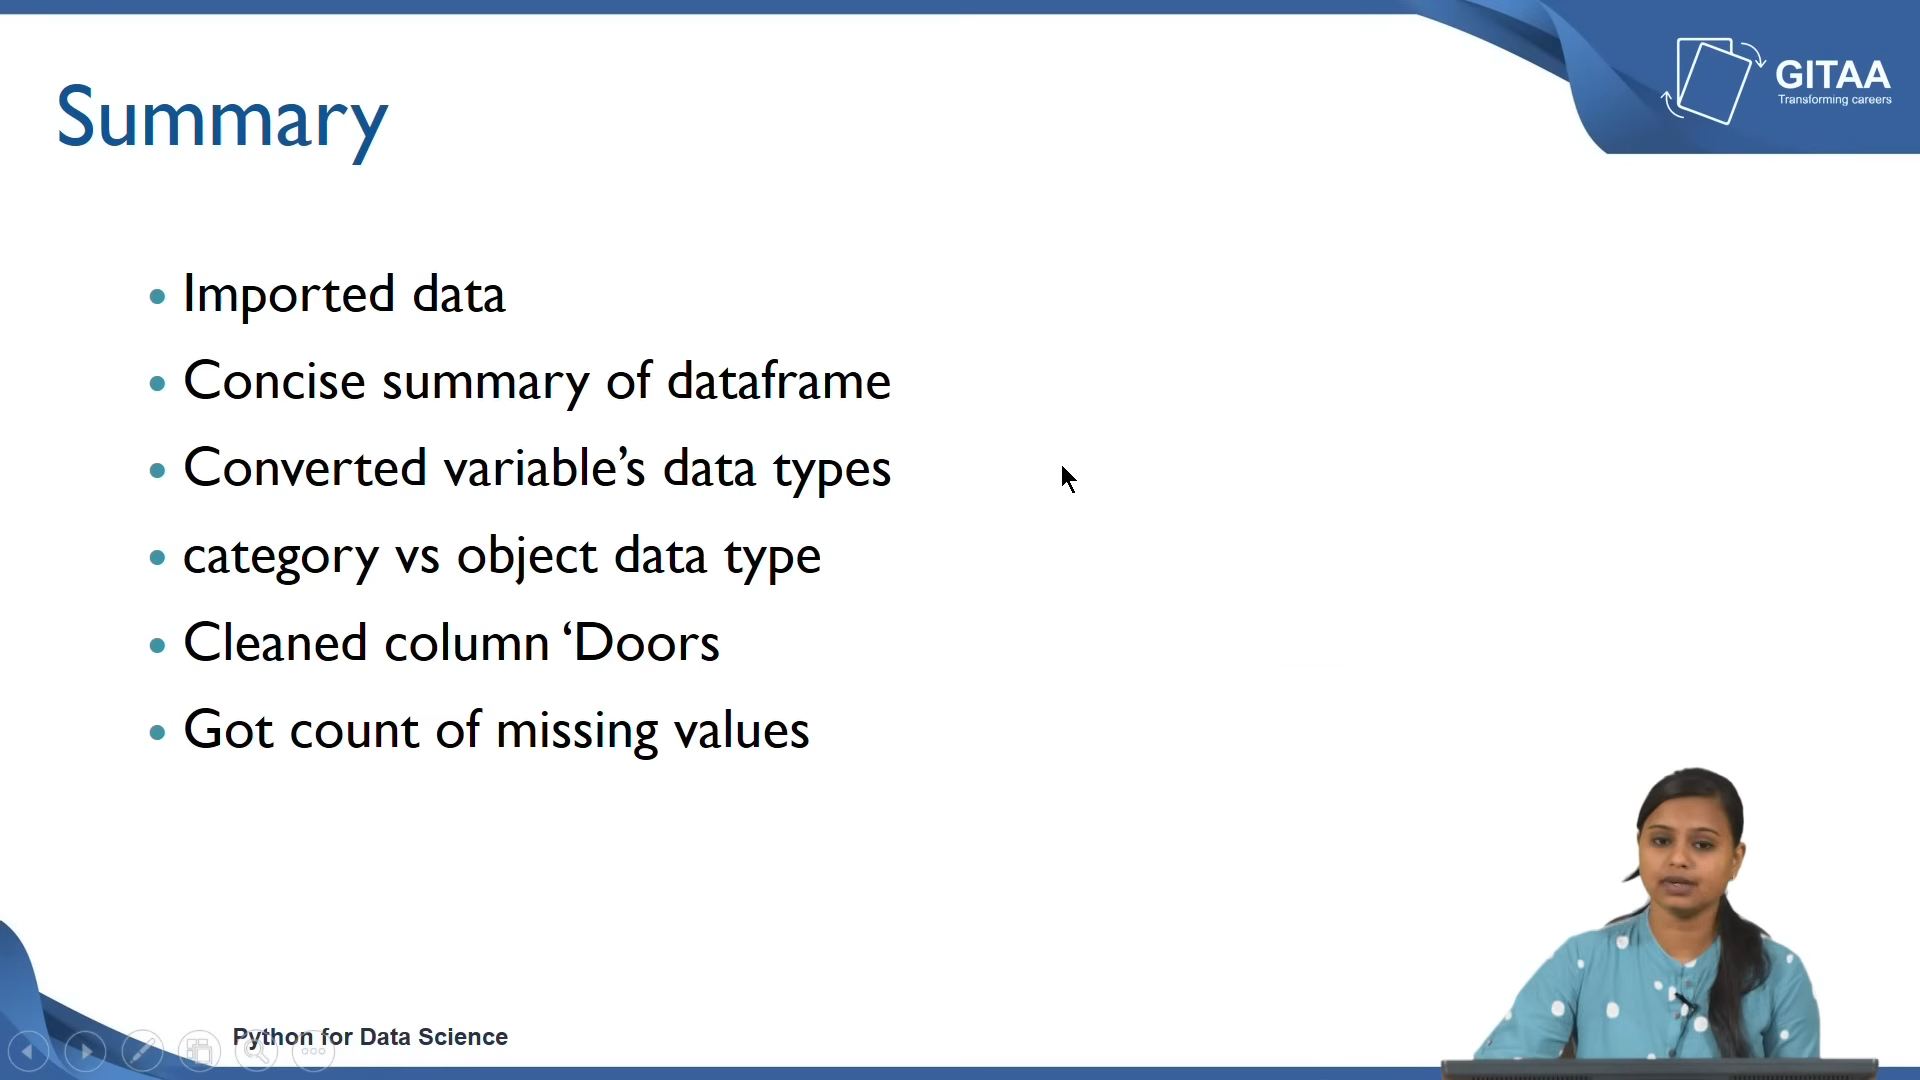 GITAA
Transforming careers
Summary
• Imported data
• Concise summary of dataframe
• Converted variable’s data types
• category vs object data type
• Cleaned column ‘Doors
• Got count of missing values
Python for Data Science